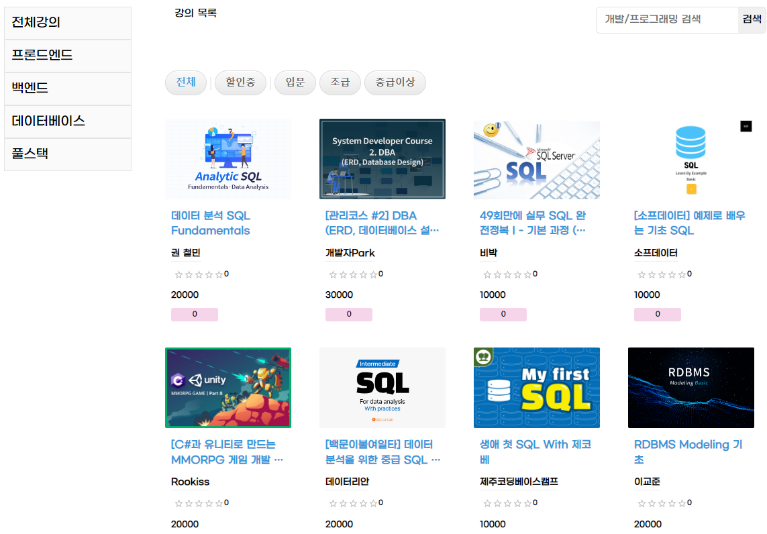 전체강의
프론드엔드
백엔드
데이터베이스
풀스택
강의 목록
개발/프로그래밍 검색
검색
전체
할인중
입문
초급
중급이상
Analytic SQL
Fundamentals - Data Analysis
데이터 분석 SQL
Fundamentals
권 철민
☆☆☆☆☆0
20000
0
System Developer Course
2. DBA
(ERD, Database Design)
[관리코스 #2] DBA
(ERD, 데이터베이스 설…
개발자Park
☆☆☆☆☆0
30000
0
SQL Server
SQL
49회만에 실무 SQL 완
전정복 I - 기본 과정 (…
비박
☆☆☆☆☆0
10000
0
SQL
Learn By Example
Basic
[소프데이터] 예제로 배우
는 기초 SQL
소프데이터
☆☆☆☆☆0
10000
0
unity
MMORPG GAME | Part 8
[C#과 유니티로 만드는
MMORPG 게임 개발 …
Rookiss
☆☆☆☆☆0
20000
Intermediate
SQL
For data analysis
With practices
[백문이불여일타] 데이터
분석을 위한 중급 SQL …
데이터리안
☆☆☆☆☆0
20000
My first
SQL
생애 첫 SQL With 제코
베
제주코딩베이스캠프
☆☆☆☆☆0
10000
RDBMS
Modeling Basic
RDBMS Modeling 기
초
이교준
☆☆☆☆☆0
20000